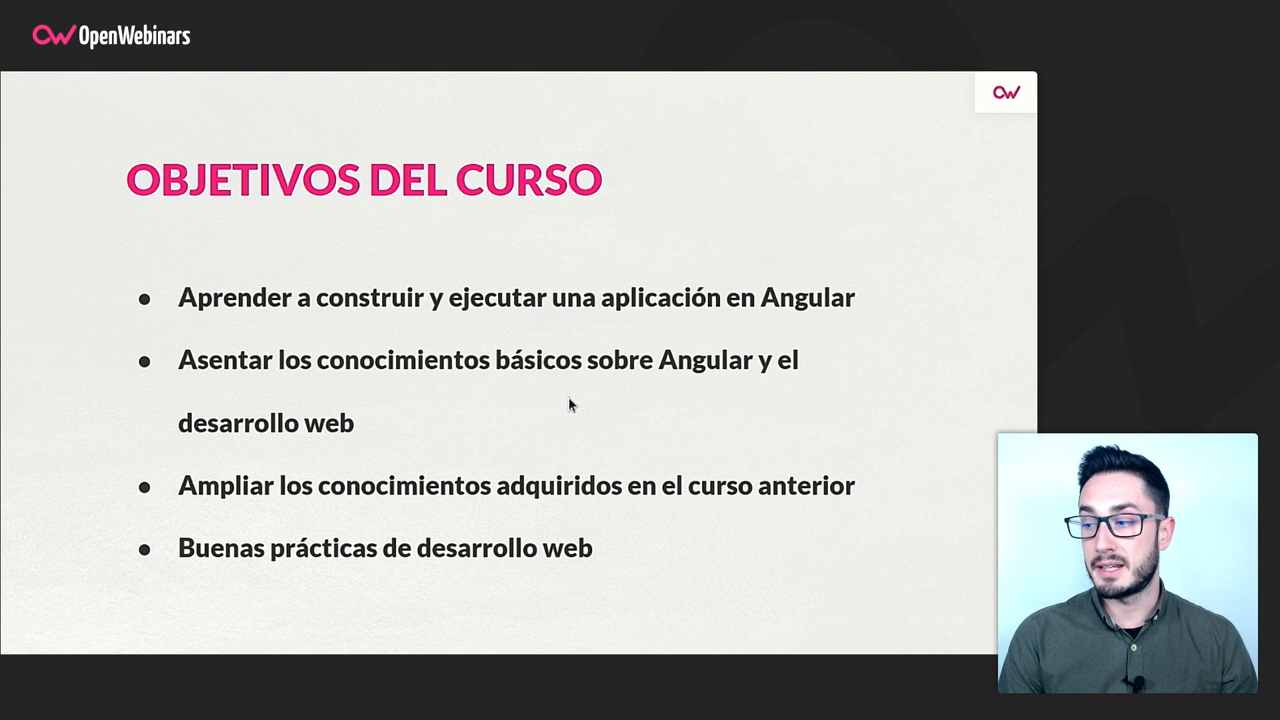 OpenWebinars
OBJETIVOS DEL CURSO
● Aprender a construir y ejecutar una aplicación en Angular
● Asentar los conocimientos básicos sobre Angular y el
desarrollo web
● Ampliar los conocimientos adquiridos en el curso anterior
● Buenas prácticas de desarrollo web